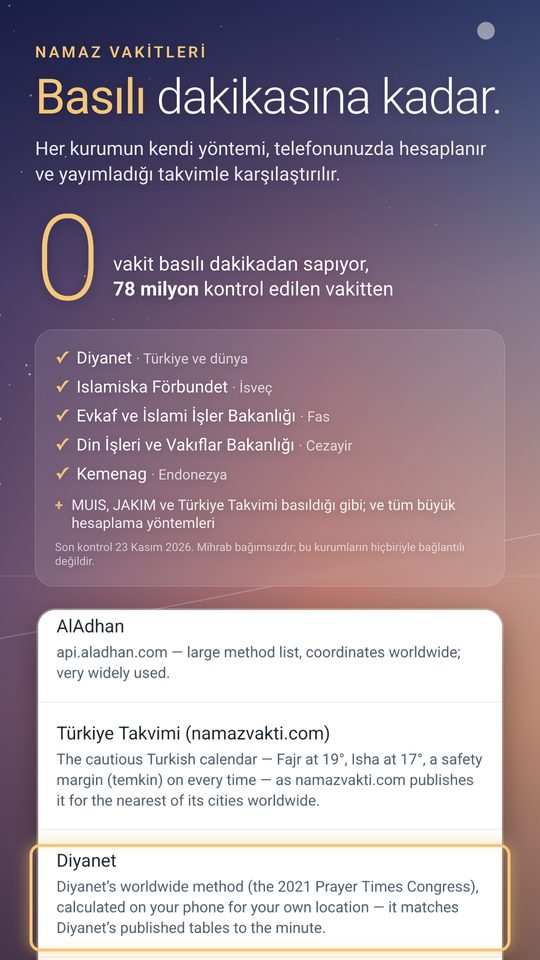 NAMAZ VAKİTLERİ
Basılı dakikasına kadar.
Her kurumun kendi yöntemi, telefonunuzda hesaplanır
ve yayımladığı takvimle karşılaştırılır.
0
vakit basılı dakikadan sapıyor,
78 milyon kontrol edilen vakitten
✓ Diyanet · Türkiye ve dünya
✓ Islamiska Förbundet · İsveç
✓ Evkaf ve İslami İşler Bakanlığı · Fas
✓ Din İşleri ve Vakıflar Bakanlığı · Cezayir
✓ Kemenag · Endonezya
+ MUIS, JAKIM ve Türkiye Takvimi basıldığı gibi; ve tüm büyük
hesaplama yöntemleri
Son kontrol 23 Kasım 2026. Mihrab bağımsızdır; bu kurumların hiçbiriyle bağlantılı
değildir.
AlAdhan
api.aladhan.com — large method list, coordinates worldwide;
very widely used.
Türkiye Takvimi (namazvakti.com)
The cautious Turkish calendar — Fajr at 19°, Isha at 17°, a safety
margin (temkin) on every time — as namazvakti.com publishes
it for the nearest of its cities worldwide.
Diyanet
Diyanet’s worldwide method (the 2021 Prayer Times Congress),
calculated on your phone for your own location — it matches
Diyanet’s published tables to the minute.